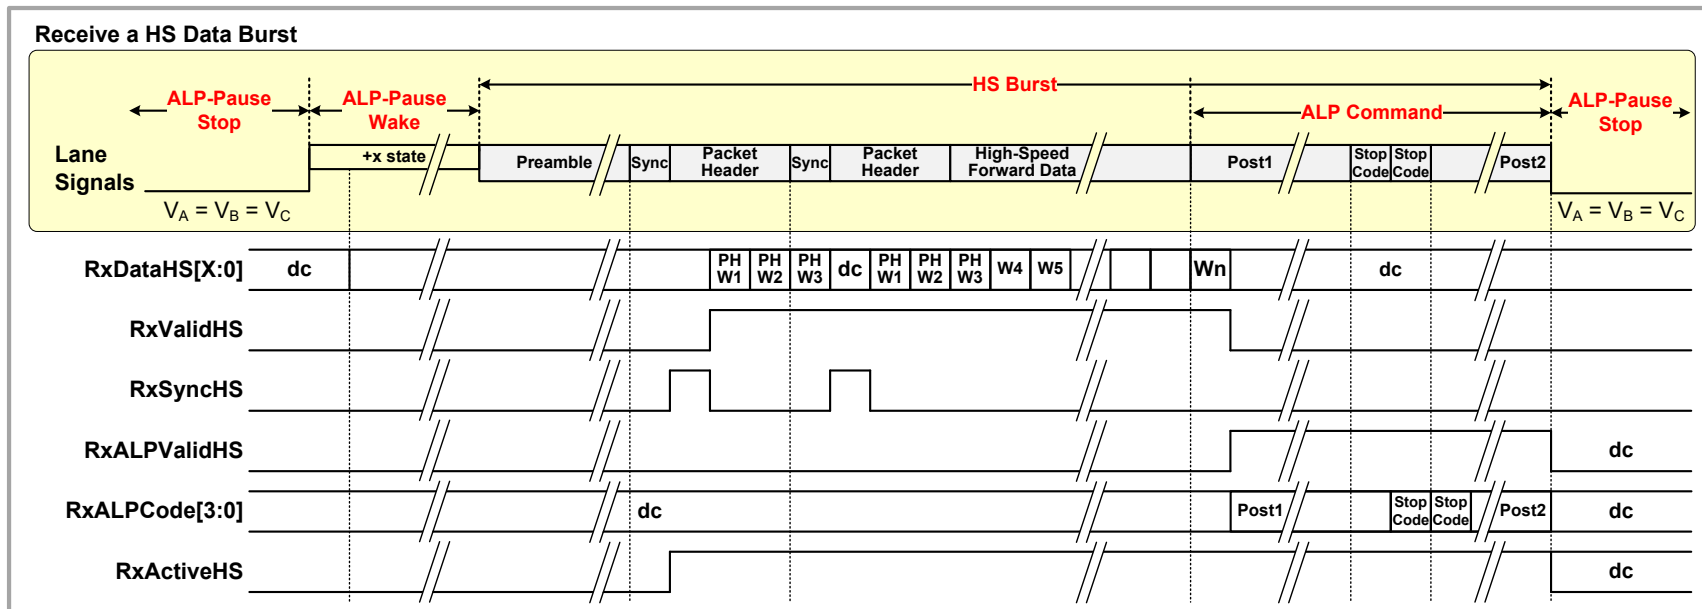 Receive a HS Data Burst
HS Burst
ALP-Pause
Stop
ALP-Pause
Wake
ALP Command
ALP-Pause
Stop
Lane
Signals
+x state
Preamble
Sync
Packet
Header
Sync
Packet
Header
High-Speed
Forward Data
Post1
Stop
Code
Stop
Code
Post2
VA = VB = VC
VA = VB = VC
RxDataHS[X:0]
dc
PH
W1
PH
W2
PH
W3
dc
PH
W1
PH
W2
PH
W3
W4
W5
Wn
dc
RxValidHS
RxSyncHS
RxALPValidHS
dc
RxALPCode[3:0]
dc
Post1
Stop
Code
Stop
Code
Post2
dc
RxActiveHS
dc